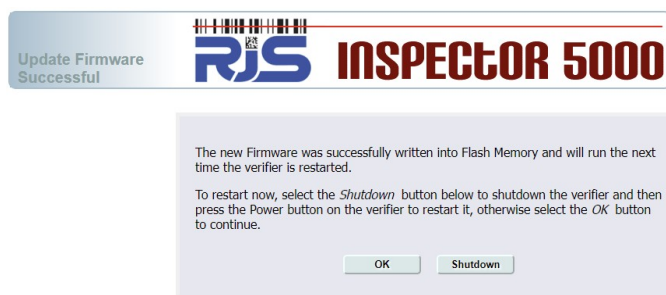 Update Firmware
Successful
RJS INSPECTOR 5000
The new Firmware was successfully written into Flash Memory and will run the next
time the verifier is restarted.
To restart now, select the Shutdown button below to shutdown the verifier and then
press the Power button on the verifier to restart it, otherwise select the OK button
to continue.
OK Shutdown